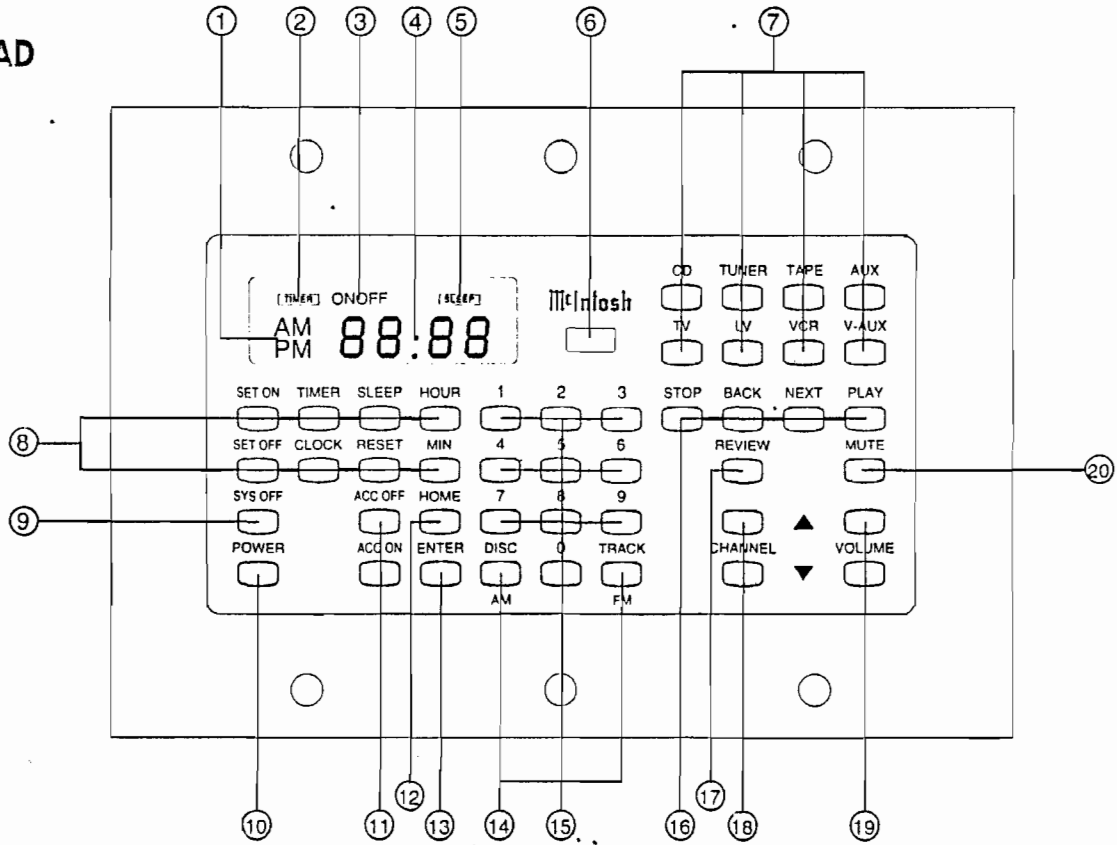 ① ② ③ ④ ⑤ ⑥ ⑦
AD
[TIMER] ONOFF [SLEEP]
AM
PM
88:88
McIntosh
CD TUNER TAPE AUX
TV LV VCR V-AUX
SET ON TIMER SLEEP HOUR 1 2 3 STOP BACK NEXT PLAY
⑧
SET OFF CLOCK RESET MIN 4 5 6 REVIEW MUTE
⑳
SYS OFF ACC OFF HOME 7 8 9
⑨
POWER ACC ON ENTER DISC 0 TRACK CHANNEL ▲ ▼ VOLUME
AM FM
⑩ ⑪ ⑫ ⑬ ⑭ ⑮ ⑯ ⑰ ⑱ ⑲